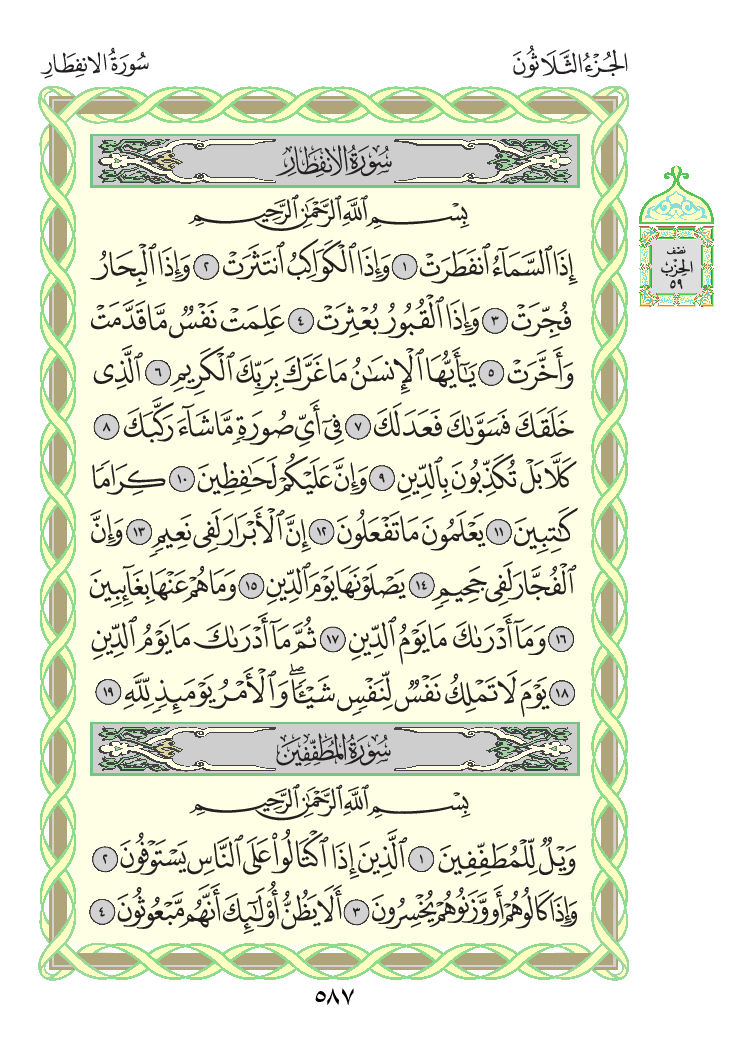 الجُزْءُ الثَّلَاثُونَ
سُورَةُ الانفِطَارِ
سُورَةُ الانفِطَارِ
بِسْمِ ٱللَّهِ ٱلرَّحْمَٰنِ ٱلرَّحِيمِ
إِذَا ٱلسَّمَآءُ ٱنفَطَرَتْ ١ وَإِذَا ٱلْكَوَاكِبُ ٱنتَثَرَتْ ٢ وَإِذَا ٱلْبِحَارُ
فُجِّرَتْ ٣ وَإِذَا ٱلْقُبُورُ بُعْثِرَتْ ٤ عَلِمَتْ نَفْسٌ مَّا قَدَّمَتْ
وَأَخَّرَتْ ٥ يَـٰٓأَيُّهَا ٱلْإِنسَـٰنُ مَا غَرَّكَ بِرَبِّكَ ٱلْكَرِيمِ ٦ ٱلَّذِى
خَلَقَكَ فَسَوَّىٰكَ فَعَدَلَكَ ٧ فِىٓ أَىِّ صُورَةٍ مَّا شَآءَ رَكَّبَكَ ٨
كَلَّا بَلْ تُكَذِّبُونَ بِٱلدِّينِ ٩ وَإِنَّ عَلَيْكُمْ لَحَـٰفِظِينَ ١٠ كِرَامًا
كَـٰتِبِينَ ١١ يَعْلَمُونَ مَا تَفْعَلُونَ ١٢ إِنَّ ٱلْأَبْرَارَ لَفِى نَعِيمٍ ١٣ وَإِنَّ
ٱلْفُجَّارَ لَفِى جَحِيمٍ ١٤ يَصْلَوْنَهَا يَوْمَ ٱلدِّينِ ١٥ وَمَا هُمْ عَنْهَا بِغَآئِبِينَ
١٦ وَمَآ أَدْرَىٰكَ مَا يَوْمُ ٱلدِّينِ ١٧ ثُمَّ مَآ أَدْرَىٰكَ مَا يَوْمُ ٱلدِّينِ
١٨ يَوْمَ لَا تَمْلِكُ نَفْسٌ لِّنَفْسٍ شَيْـًٔا ۖ وَٱلْأَمْرُ يَوْمَئِذٍ لِّلَّهِ ١٩
سُورَةُ المُطَفِّفِينَ
بِسْمِ ٱللَّهِ ٱلرَّحْمَٰنِ ٱلرَّحِيمِ
وَيْلٌ لِّلْمُطَفِّفِينَ ١ ٱلَّذِينَ إِذَا ٱكْتَالُوا۟ عَلَى ٱلنَّاسِ يَسْتَوْفُونَ ٢
وَإِذَا كَالُوهُمْ أَو وَّزَنُوهُمْ يُخْسِرُونَ ٣ أَلَا يَظُنُّ أُو۟لَـٰٓئِكَ أَنَّهُم مَّبْعُوثُونَ ٤
نصْف
الحِزْبُ
٥٩
٥٨٧